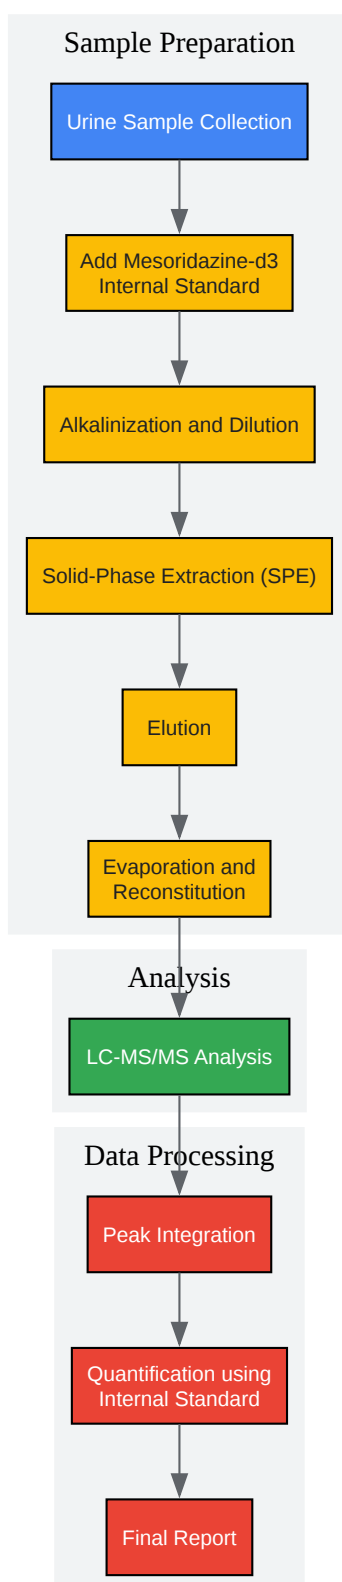 Sample Preparation
Urine Sample Collection
Add Mesoridazine-d3
Internal Standard
Alkalinization and Dilution
Solid-Phase Extraction (SPE)
Elution
Evaporation and
Reconstitution
Analysis
LC-MS/MS Analysis
Data Processing
Peak Integration
Quantification using
Internal Standard
Final Report